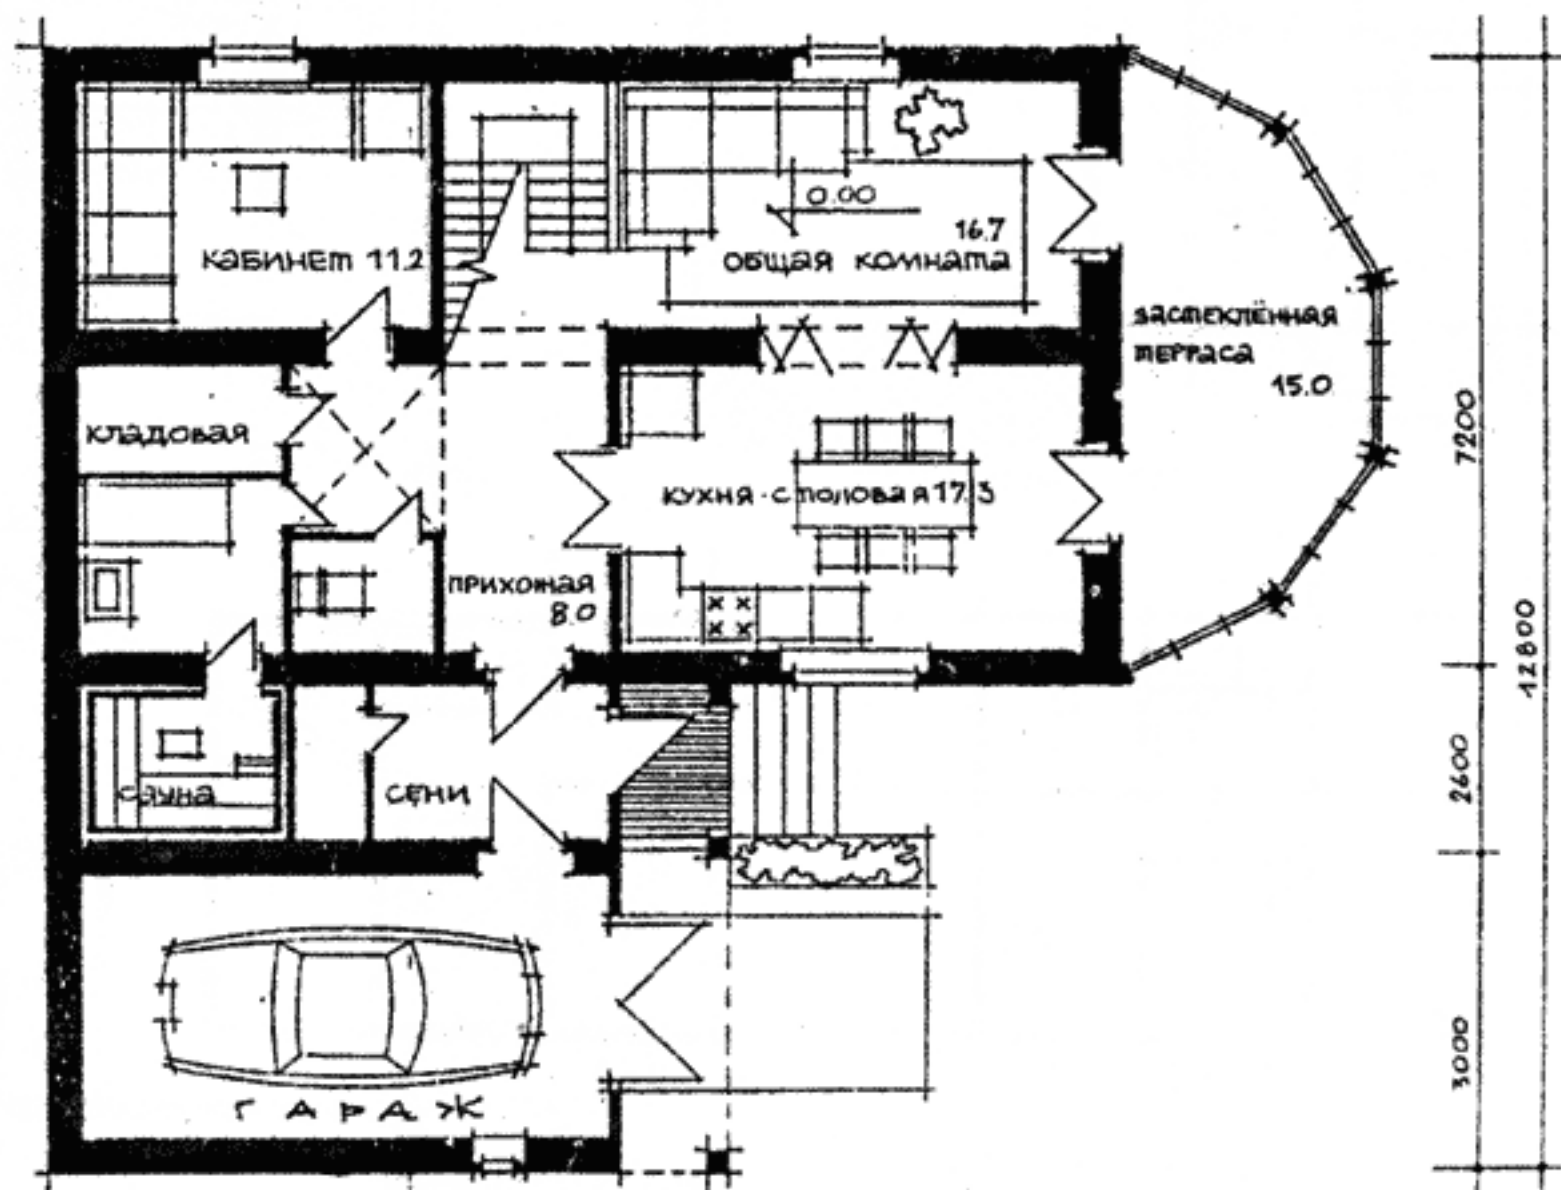 0.00
16.7
КАБИНЕТ 11.2
ОБЩАЯ КОМНАТА
ЗАСТЕКЛЁННАЯ
ТЕРРАСА
15.0
КЛАДОВАЯ
КУХНЯ-СТОЛОВАЯ 17.3
ПРИХОЖАЯ
8.0
САУНА
СЕНИ
ГАРАЖ
7200
2600
3000
12800